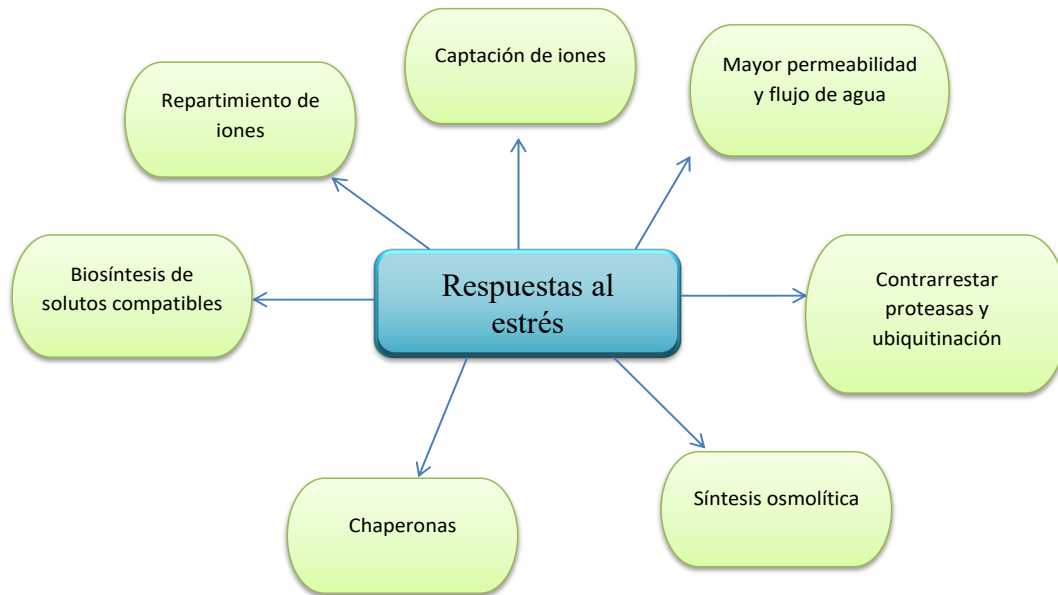 Captación de iones
Mayor permeabilidad
y flujo de agua
Repartimiento de
iones
Biosíntesis de
solutos compatibles
Respuestas al
estrés
Contrarrestar
proteasas y
ubiquitinación
Chaperonas
Síntesis osmolítica